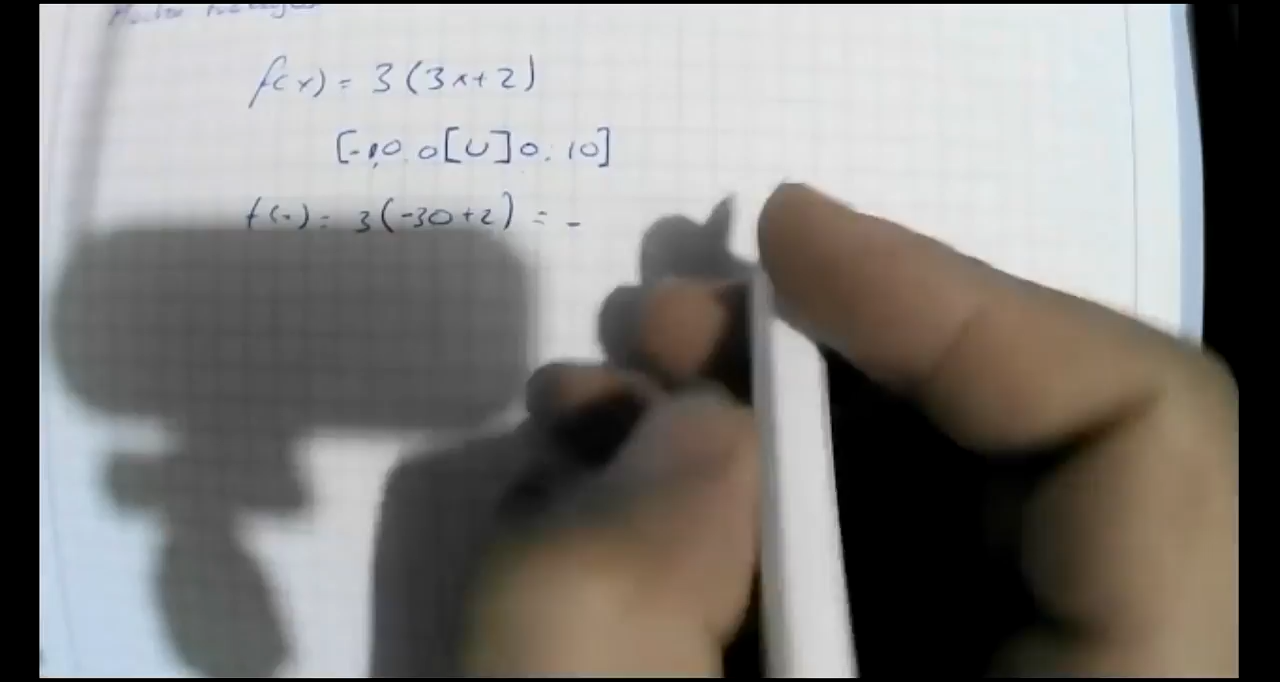 f(x) = 3(3x+2)
[-10.0[U]0.10]
f(-) = 3(-30+2) = -